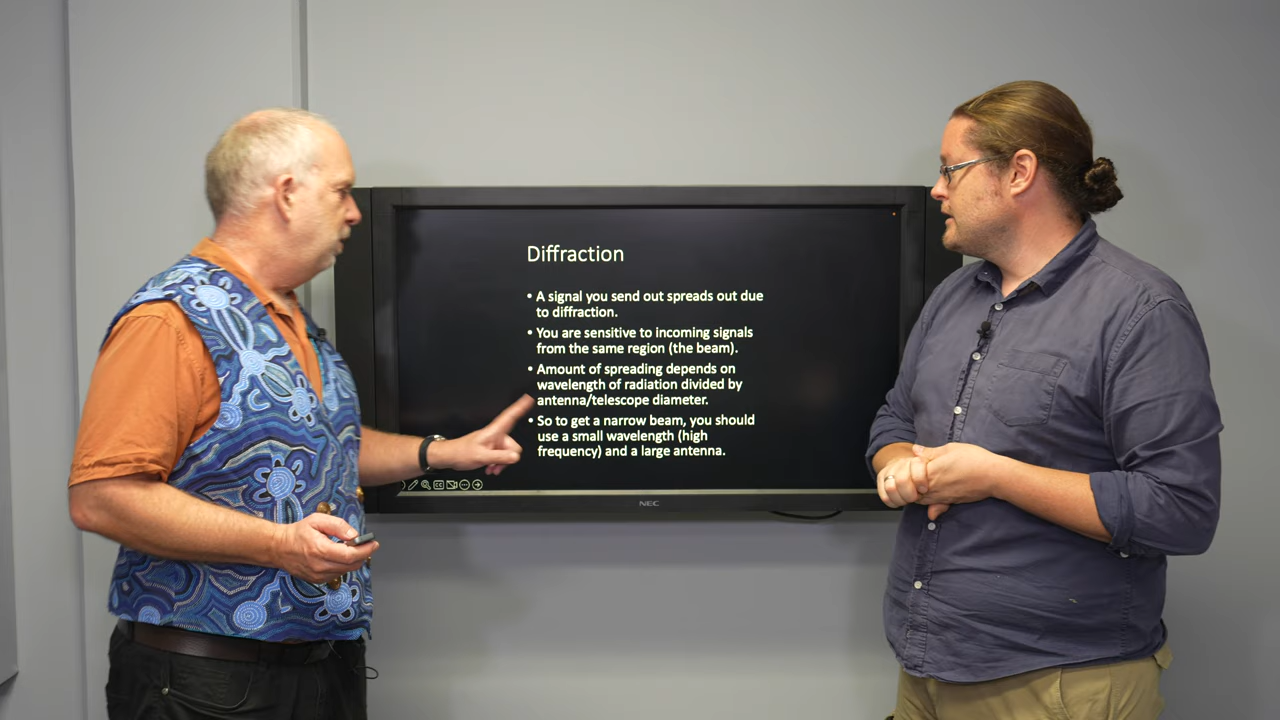 Diffraction
• A signal you send out spreads out due
to diffraction.
• You are sensitive to incoming signals
from the same region (the beam).
• Amount of spreading depends on
wavelength of radiation divided by
antenna/telescope diameter.
• So to get a narrow beam, you should
use a small wavelength (high
frequency) and a large antenna.
NEC